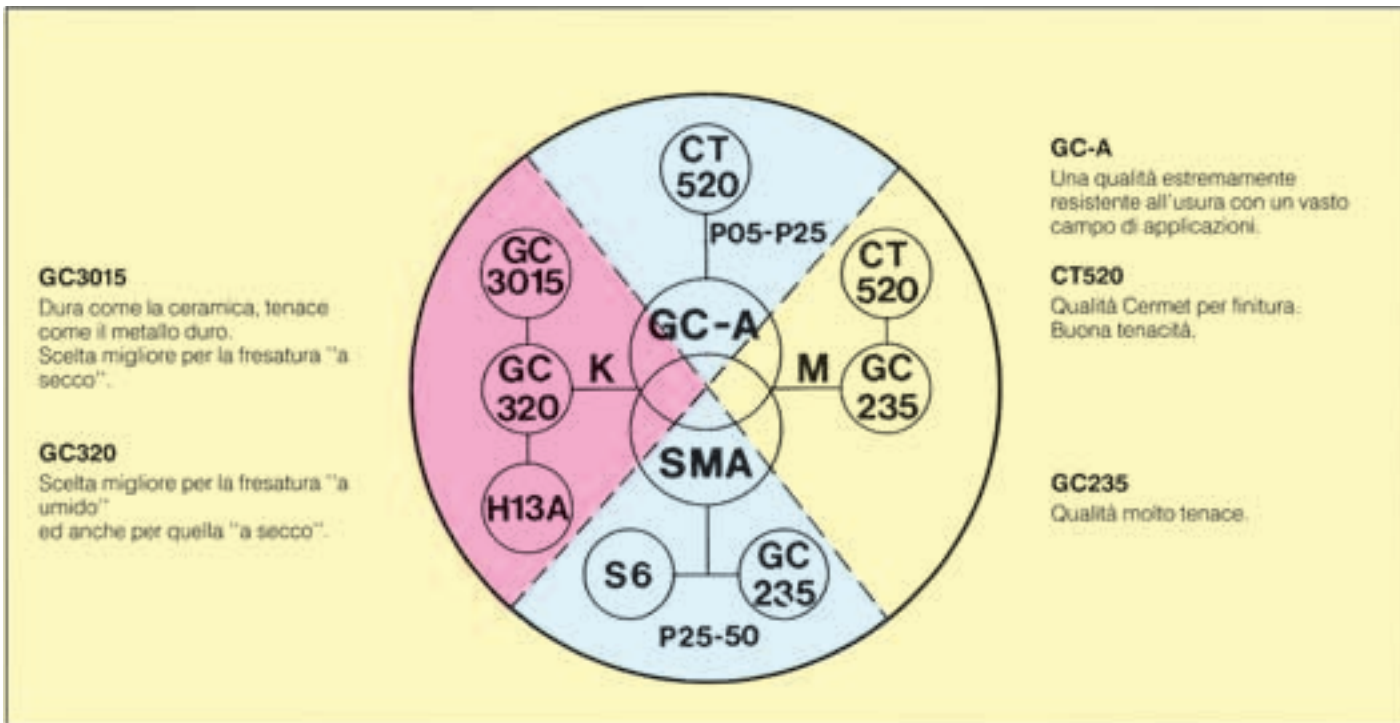 GC3015
Dura come la ceramica, tenace
come il metallo duro.
Scelta migliore per la fresatura "a
secco".
GC320
Scelta migliore per la fresatura "a
umido"
ed anche per quella "a secco".
CT
520
P05-P25
GC
3015
CT
520
GC-A
GC
320
K
M
GC
235
SMA
H13A
S6
GC
235
P25-50
GC-A
Una qualità estremamente
resistente all'usura con un vasto
campo di applicazioni.
CT520
Qualità Cermet per finitura.
Buona tenacità.
GC235
Qualità molto tenace.